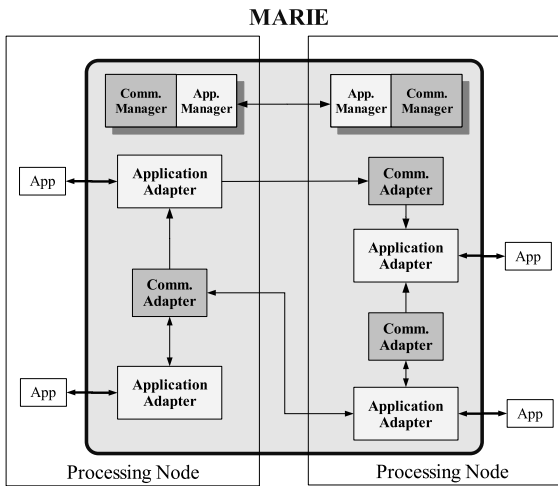 MARIE
Comm.
Manager
App.
Manager
App.
Manager
Comm.
Manager
App
Application
Adapter
Comm.
Adapter
Application
Adapter
App
Comm.
Adapter
Comm.
Adapter
App
Application
Adapter
Application
Adapter
App
Processing Node
Processing Node